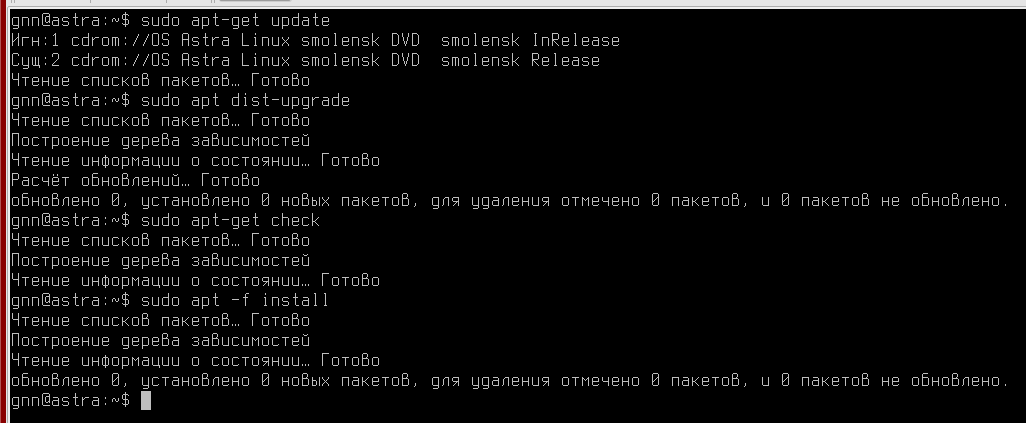 gnn@astra:~$ sudo apt-get update
Игн:1 cdrom://OS Astra Linux smolensk DVD  smolensk InRelease
Сущ:2 cdrom://OS Astra Linux smolensk DVD  smolensk Release
Чтение списков пакетов… Готово
gnn@astra:~$ sudo apt dist-upgrade
Чтение списков пакетов… Готово
Построение дерева зависимостей
Чтение информации о состоянии… Готово
Расчёт обновлений… Готово
обновлено 0, установлено 0 новых пакетов, для удаления отмечено 0 пакетов, и 0 пакетов не обновлено.
gnn@astra:~$ sudo apt-get check
Чтение списков пакетов… Готово
Построение дерева зависимостей
Чтение информации о состоянии… Готово
gnn@astra:~$ sudo apt -f install
Чтение списков пакетов… Готово
Построение дерева зависимостей
Чтение информации о состоянии… Готово
обновлено 0, установлено 0 новых пакетов, для удаления отмечено 0 пакетов, и 0 пакетов не обновлено.
gnn@astra:~$